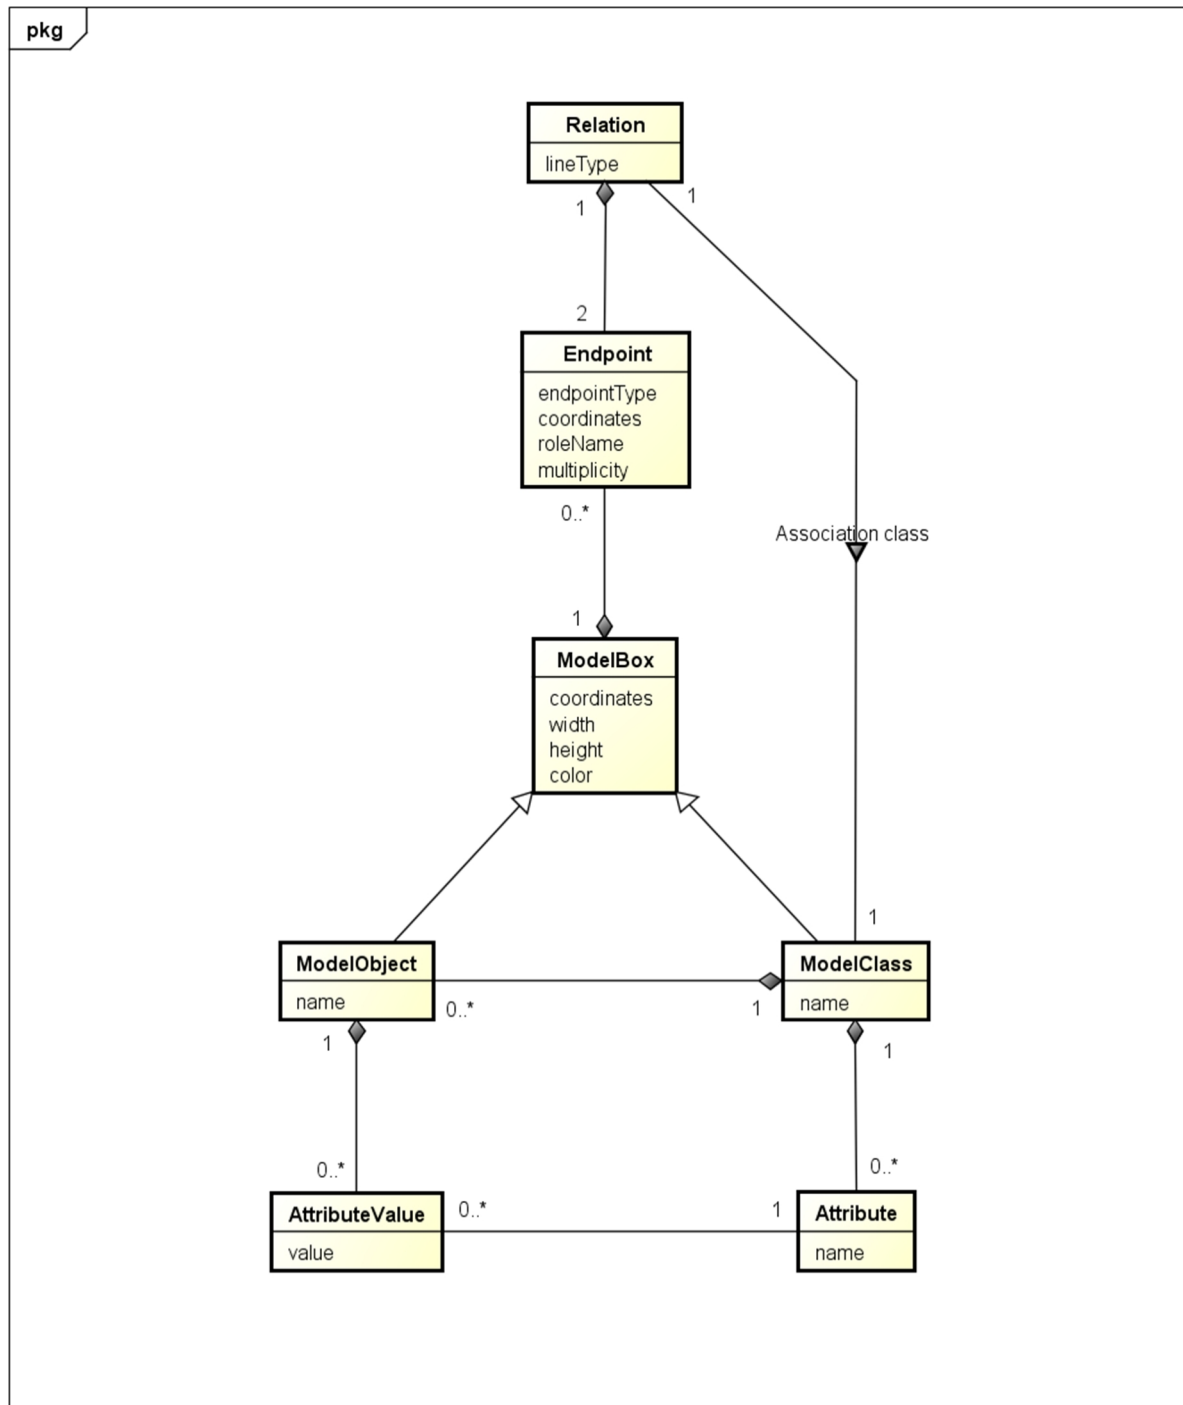 pkg
Relation
lineType
1
1
2
Endpoint
endpointType
coordinates
roleName
multiplicity
0..*
Association class
1
ModelBox
coordinates
width
height
color
1
ModelObject
name
ModelClass
name
0..*
1
1
1
0..*
0..*
AttributeValue
value
0..*
1
Attribute
name